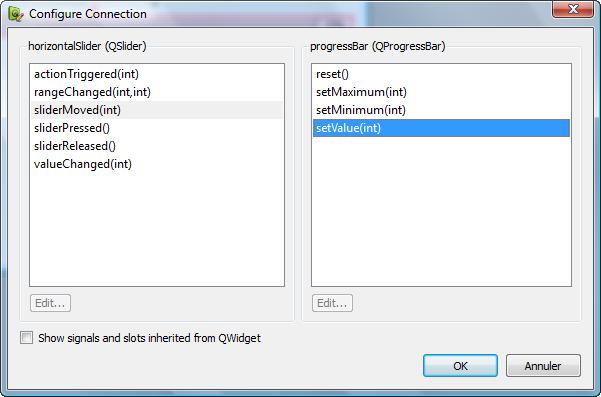 Configure Connection
horizontalSlider (QSlider)
actionTriggered(int)
rangeChanged(int,int)
sliderMoved(int)
sliderPressed()
sliderReleased()
valueChanged(int)
Edit...
progressBar (QProgressBar)
reset()
setMaximum(int)
setMinimum(int)
setValue(int)
Edit...
Show signals and slots inherited from QWidget
OK
Annuler